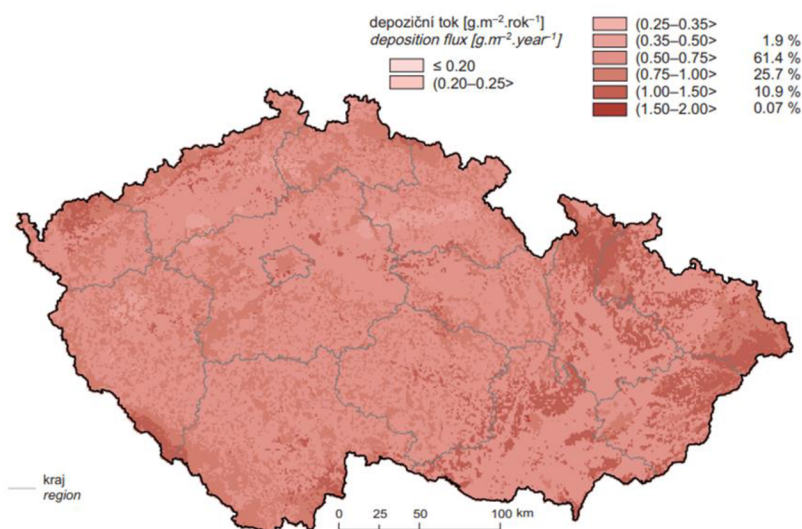 depoziční tok [g.m⁻².rok⁻¹]
deposition flux [g.m⁻².year⁻¹]
≤ 0.20
(0.20–0.25>
(0.25–0.35>
(0.35–0.50> 1.9 %
(0.50–0.75> 61.4 %
(0.75–1.00> 25.7 %
(1.00–1.50> 10.9 %
(1.50–2.00> 0.07 %
kraj
region
0 25 50 100 km